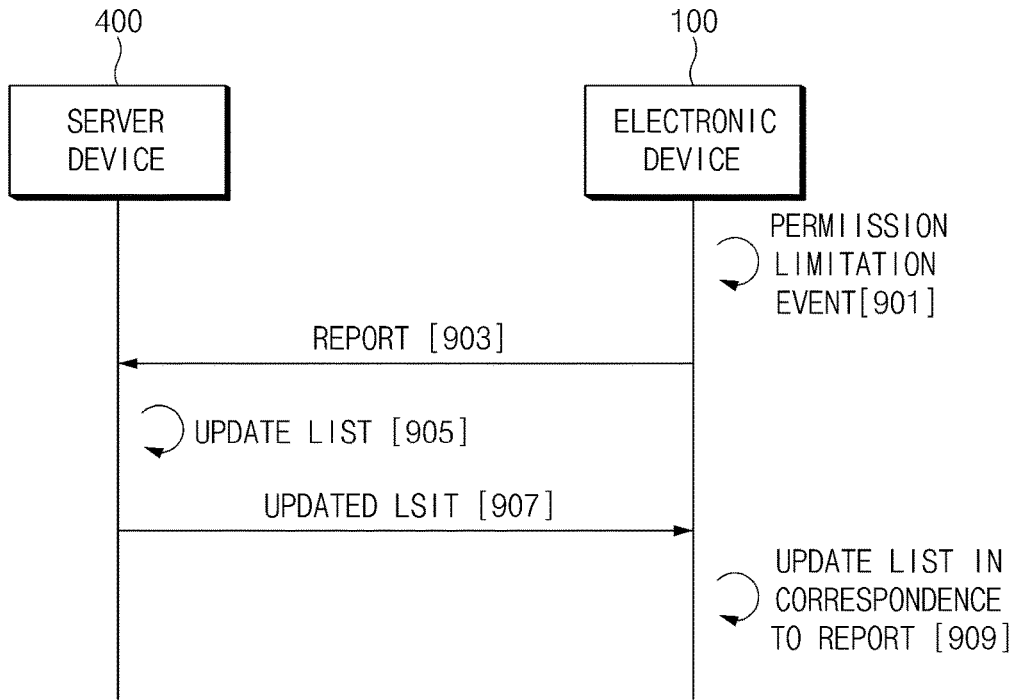 400
100
SERVER
DEVICE
ELECTRONIC
DEVICE
PERMIISSION
LIMITATION
EVENT[901]
REPORT [903]
UPDATE LIST [905]
UPDATED LSIT [907]
UPDATE LIST IN
CORRESPONDENCE
TO REPORT [909]